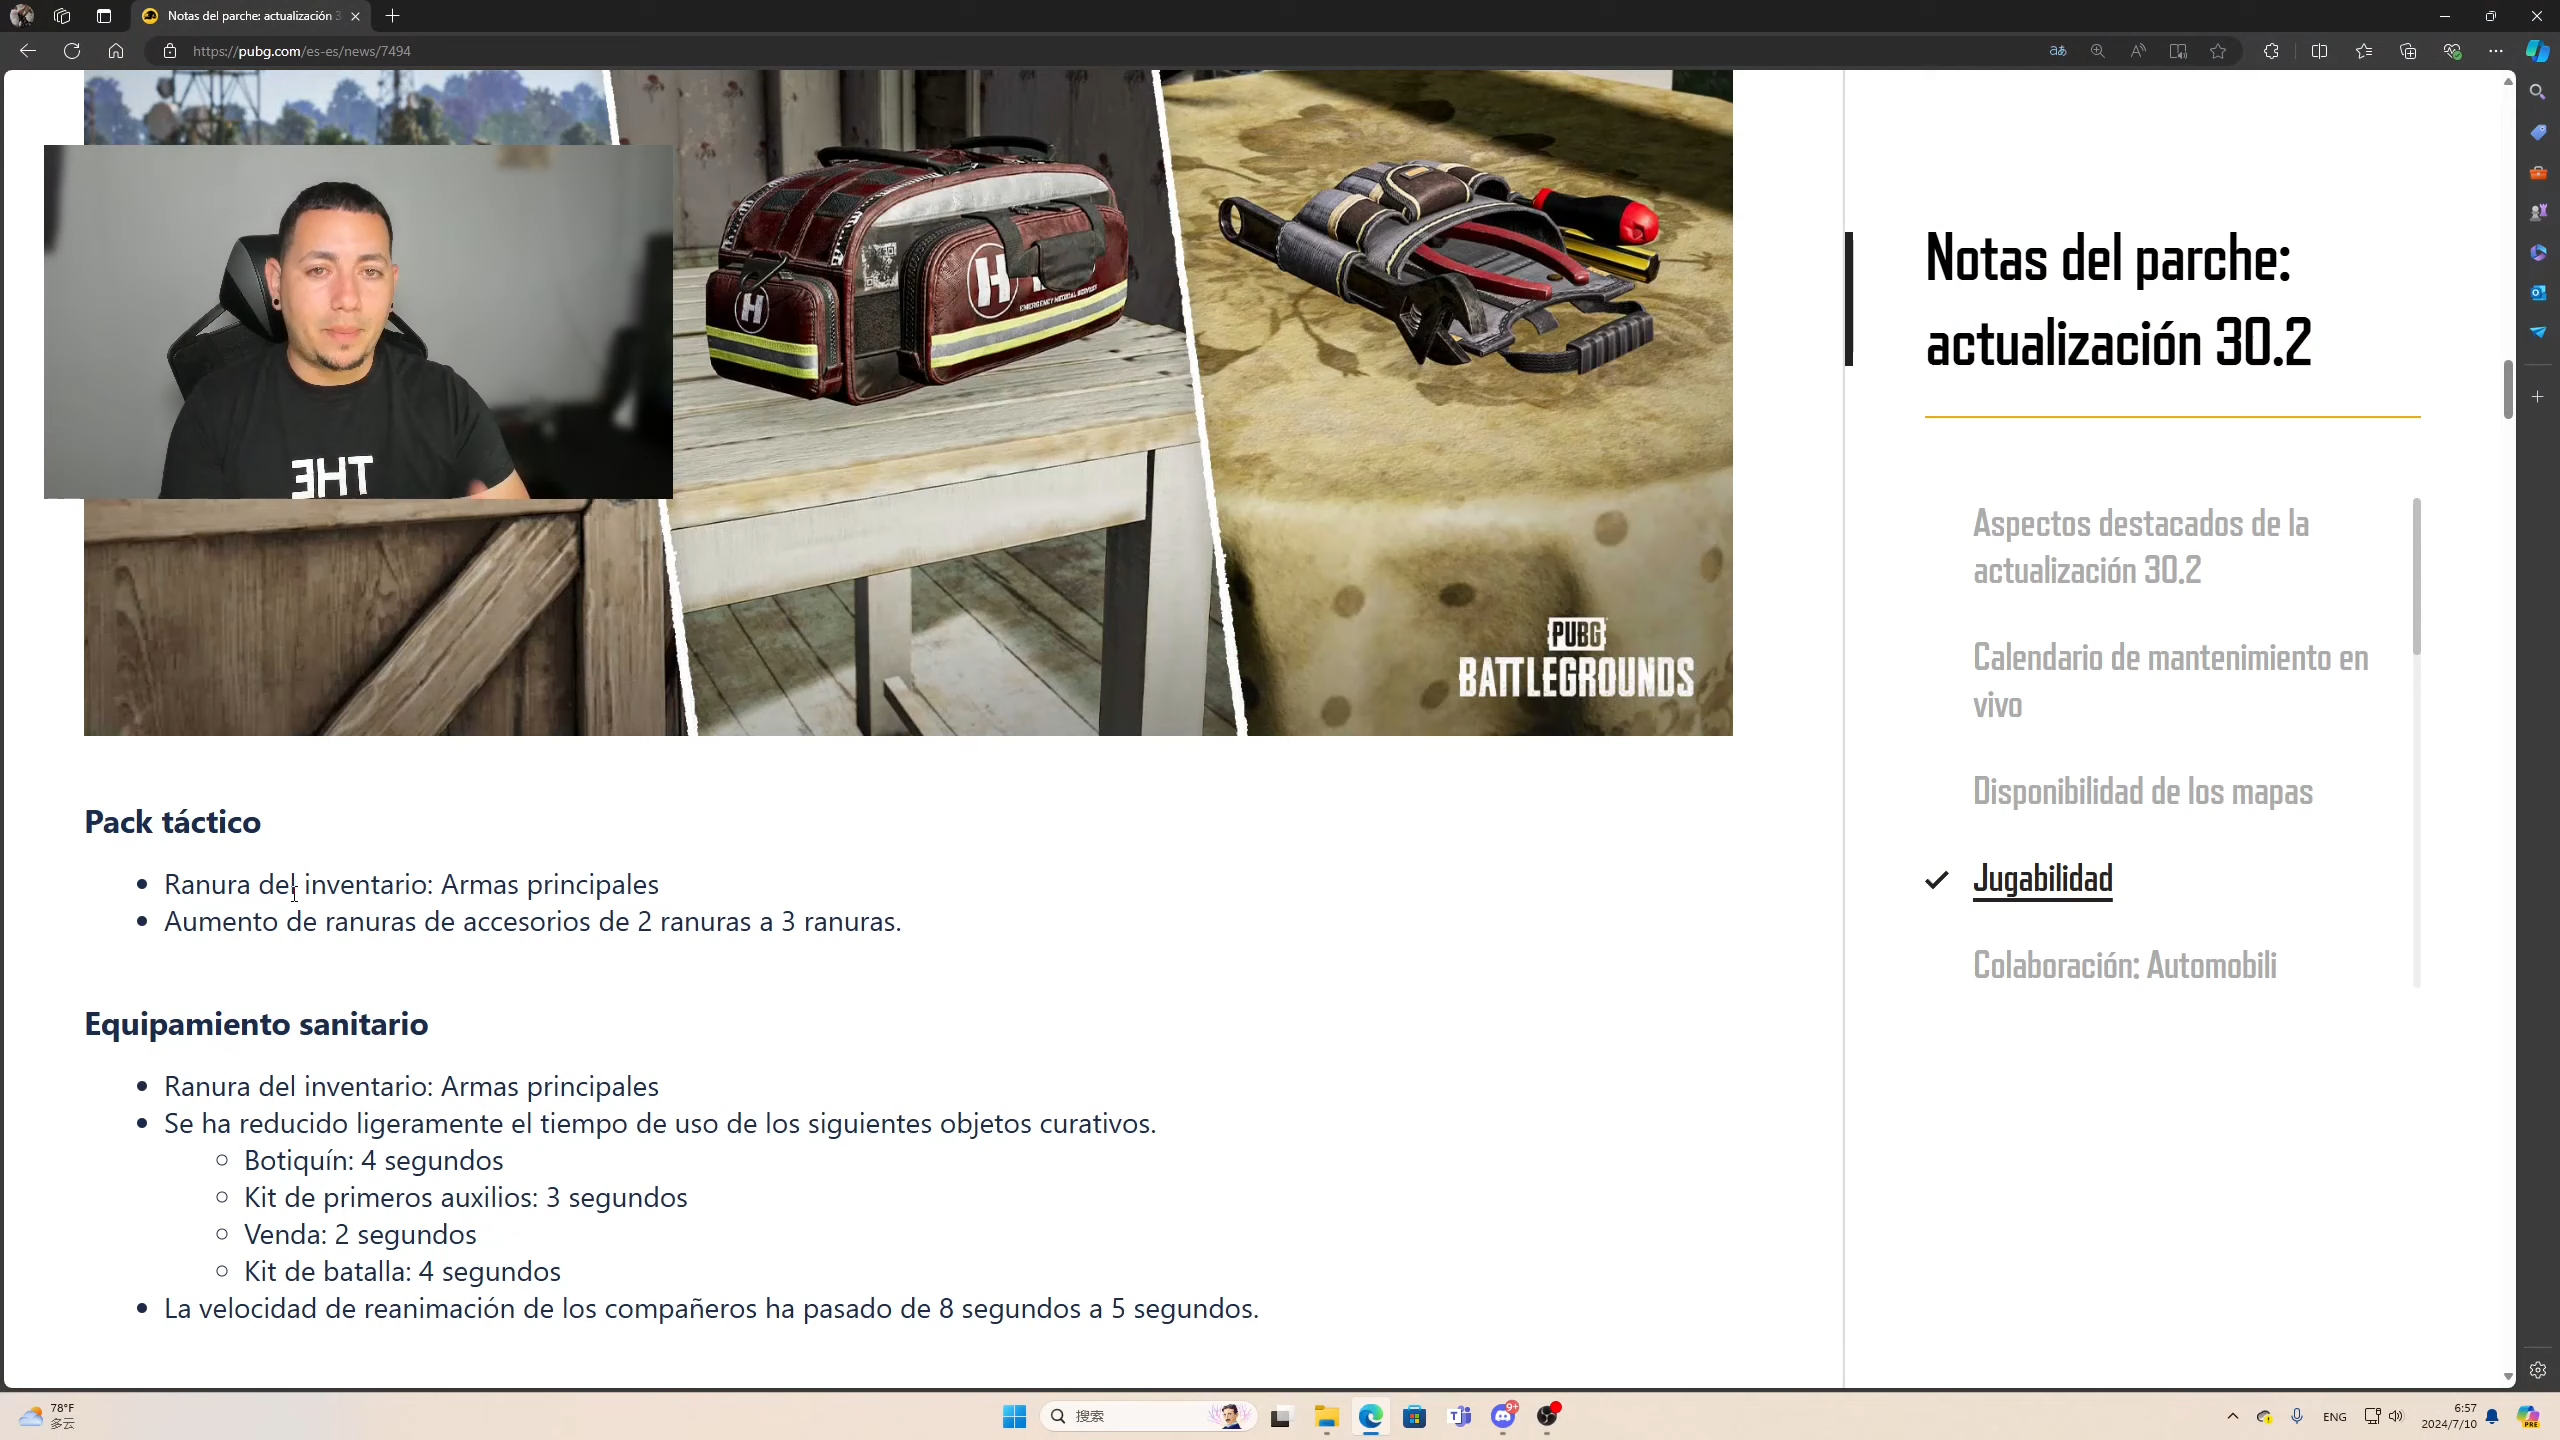 Notas del parche: actualización 3
https://pubg.com/es-es/news/7494
H
H
EMERGENCY MEDICAL SERVICES
THE
PUBG
BATTLEGROUNDS
Pack táctico
Ranura del inventario: Armas principales
Aumento de ranuras de accesorios de 2 ranuras a 3 ranuras.
Equipamiento sanitario
Ranura del inventario: Armas principales
Se ha reducido ligeramente el tiempo de uso de los siguientes objetos curativos.
Botiquín: 4 segundos
Kit de primeros auxilios: 3 segundos
Venda: 2 segundos
Kit de batalla: 4 segundos
La velocidad de reanimación de los compañeros ha pasado de 8 segundos a 5 segundos.
Notas del parche:
actualización 30.2
Aspectos destacados de la
actualización 30.2
Calendario de mantenimiento en
vivo
Disponibilidad de los mapas
Jugabilidad
Colaboración: Automobili
78°F
多云
搜索
9+
ENG
6:57
2024/7/10
PRE